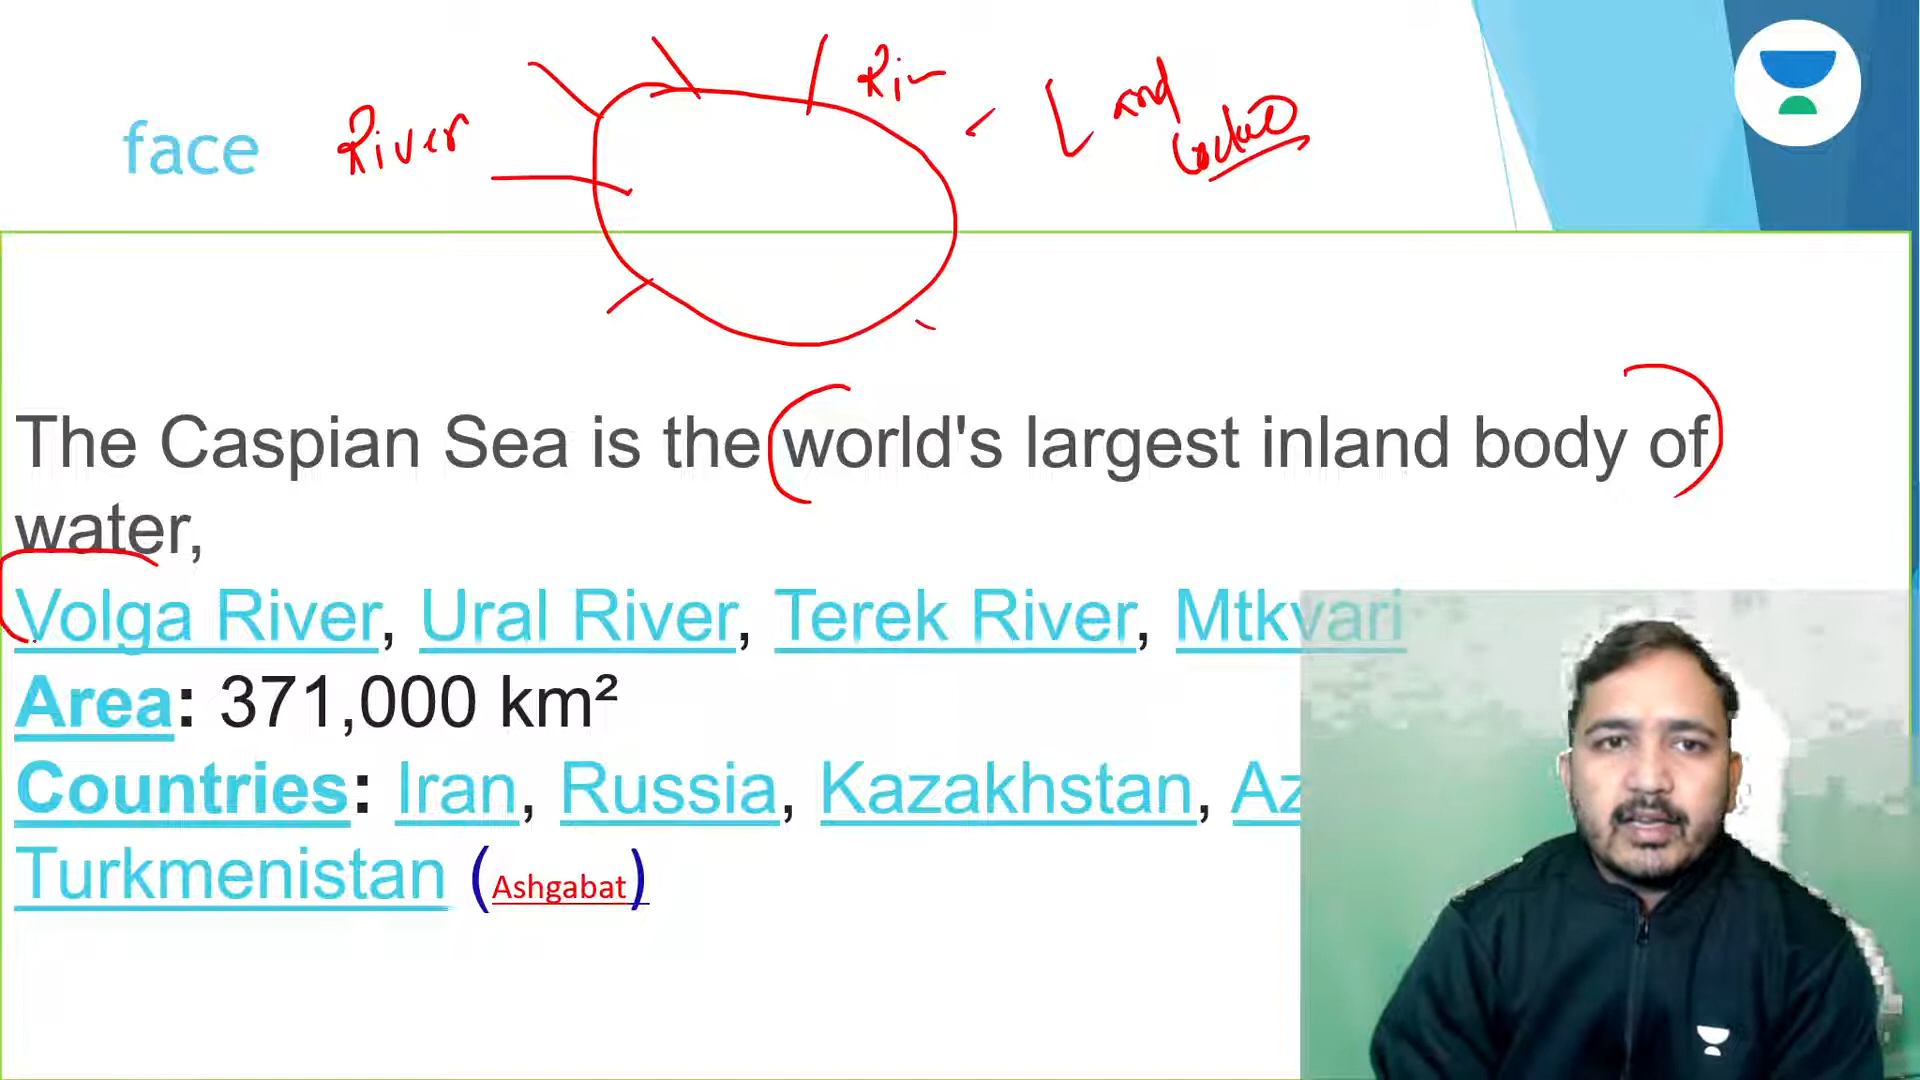 face
River
Riv
Land
Locked
The Caspian Sea is the world's largest inland body of
water,
Volga River, Ural River, Terek River, Mtkvari
Area: 371,000 km²
Countries: Iran, Russia, Kazakhstan, Az
Turkmenistan (Ashgabat)